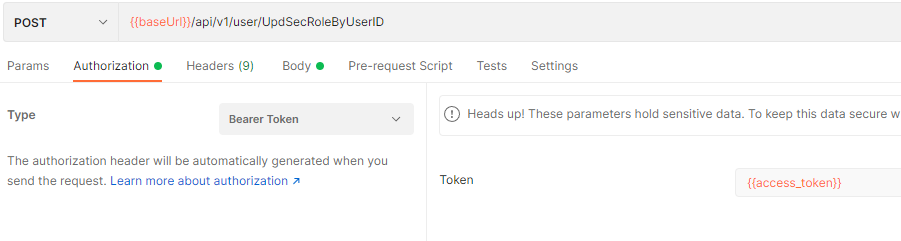 POST {{baseUrl}}/api/v1/user/UpdSecRoleByUserID
Params Authorization Headers (9) Body Pre-request Script Tests Settings
Type Bearer Token
Heads up! These parameters hold sensitive data. To keep this data secure w
The authorization header will be automatically generated when you
send the request. Learn more about authorization ↗
Token {{access_token}}